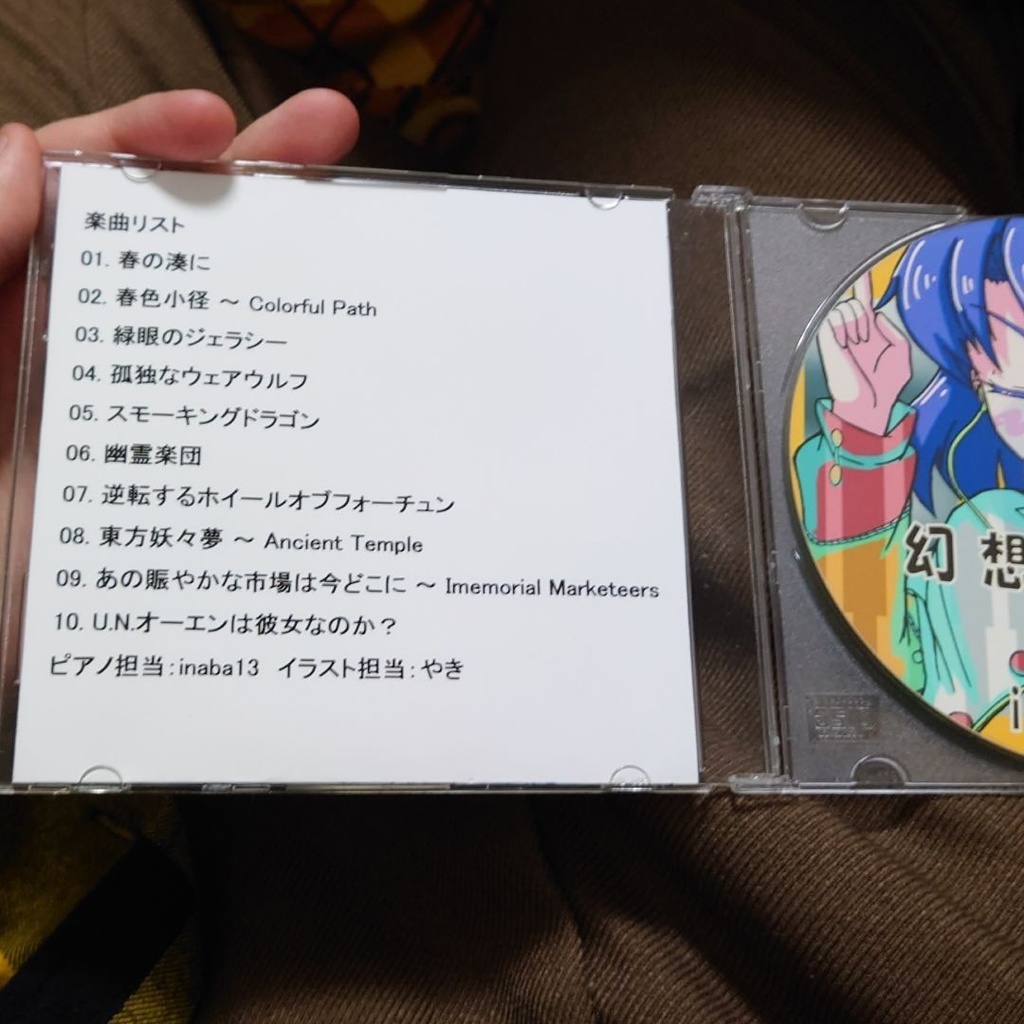 楽曲リスト
01. 春の湊に
02. 春色小径 ～ Colorful Path
03. 緑眼のジェラシー
04. 孤独なウェアウルフ
05. スモーキングドラゴン
06. 幽霊楽団
07. 逆転するホイールオブフォーチュン
08. 東方妖々夢 ～ Ancient Temple
09. あの賑やかな市場は今どこに ～ Imemorial Marketeers
10. U.N.オーエンは彼女なのか？
ピアノ担当：inaba13　イラスト担当：やき
幻想